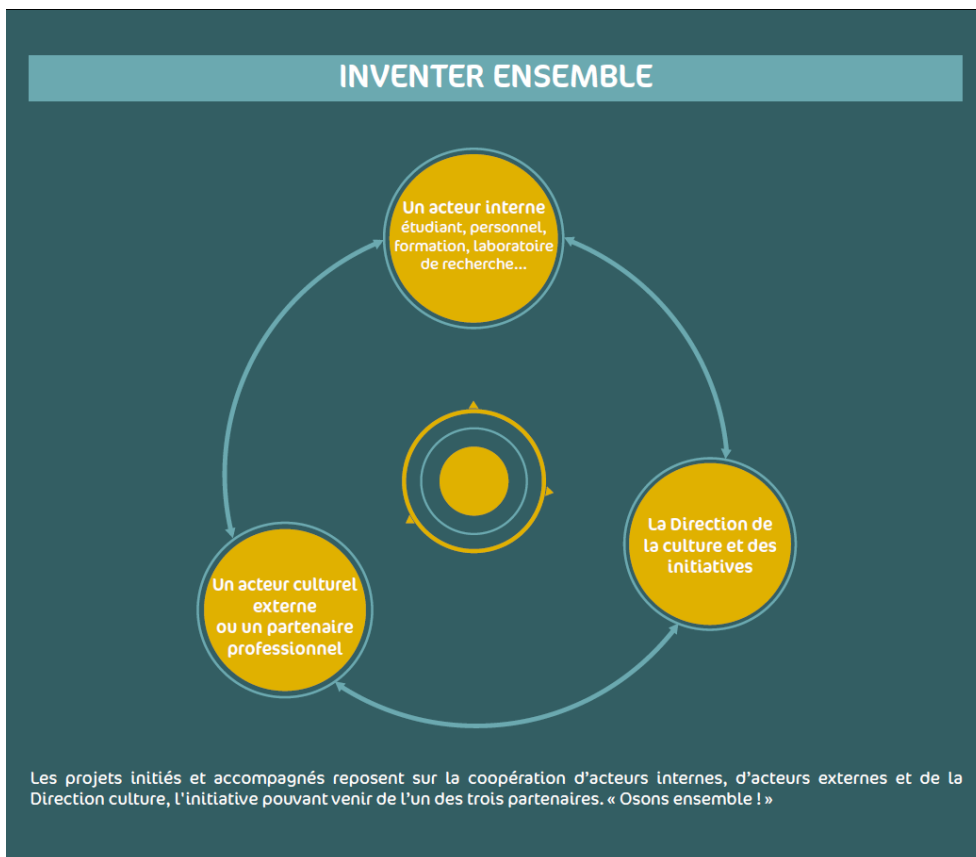 INVENTER ENSEMBLE
Un acteur interne
étudiant, personnel,
formation, laboratoire
de recherche...
La Direction de
la culture et des
initiatives
Un acteur culturel
externe
ou un partenaire
professionnel
Les projets initiés et accompagnés reposent sur la coopération d'acteurs internes, d'acteurs externes et de la
Direction culture, l'initiative pouvant venir de l'un des trois partenaires. « Osons ensemble ! »